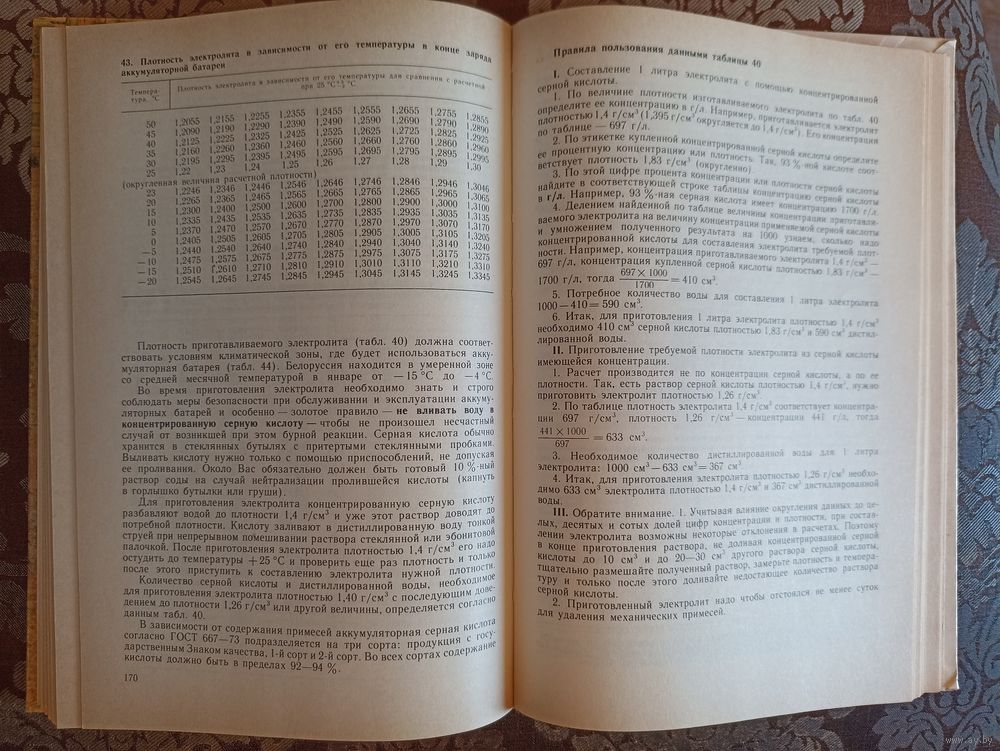 43. Плотность электролита в зависимости от его температуры в конце заряда
аккумуляторной батареи
Темпера-
тура, °С
Плотность электролита в зависимости от его температуры для сравнения с расчетной
при 25 °С
50 1,2055 1,2155 1,2255 1,2355 1,2455 1,2555 1,2655 1,2755 1,2855
45 1,2090 1,2190 1,2290 1,2390 1,2490 1,2590 1,2690 1,2790 1,2890
40 1,2125 1,2225 1,2325 1,2425 1,2525 1,2625 1,2725 1,2825 1,2925
35 1,2160 1,2260 1,2360 1,2460 1,2560 1,2660 1,2760 1,2860 1,2960
30 1,2195 1,2295 1,2395 1,2495 1,2595 1,2695 1,2795 1,2895 1,2995
25 1,22 1,23 1,24 1,25 1,26 1,27 1,28 1,29 1,30
(округленная величина расчетной плотности)
23 1,2246 1,2346 1,2446 1,2546 1,2646 1,2746 1,2846 1,2946 1,3046
20 1,2265 1,2365 1,2465 1,2565 1,2665 1,2765 1,2865 1,2965 1,3065
15 1,2300 1,2400 1,2500 1,2600 1,2700 1,2800 1,2900 1,3000 1,3100
10 1,2335 1,2435 1,2535 1,2635 1,2735 1,2835 1,2935 1,3035 1,3135
5 1,2370 1,2470 1,2570 1,2670 1,2770 1,2870 1,2970 1,3070 1,3170
0 1,2405 1,2505 1,2605 1,2705 1,2805 1,2905 1,3005 1,3105 1,3205
—5 1,2440 1,2540 1,2640 1,2740 1,2840 1,2940 1,3040 1,3140 1,3240
—10 1,2475 1,2575 1,2675 1,2775 1,2875 1,2975 1,3075 1,3175 1,3275
—15 1,2510 1,2610 1,2710 1,2810 1,2910 1,3010 1,3110 1,3210 1,3310
—20 1,2545 1,2645 1,2745 1,2845 1,2945 1,3045 1,3145 1,3245 1,3345
Плотность приготавливаемого электролита (табл. 40) должна соответ-
ствовать условиям климатической зоны, где будет использоваться акку-
муляторная батарея (табл. 44). Белоруссия находится в умеренной зоне
со средней месячной температурой в январе от —15 °С до —4 °С.
Во время приготовления электролита необходимо знать и строго
соблюдать меры безопасности при обслуживании и эксплуатации аккуму-
ляторных батарей и особенно — золотое правило — не вливать воду в
концентрированную серную кислоту — чтобы не произошел несчастный
случай от возникшей при этом бурной реакции. Серная кислота обычно
хранится в стеклянных бутылях с притертыми стеклянными пробками.
Выливать кислоту нужно только с помощью приспособлений, не допуская
ее проливания. Около Вас обязательно должен быть готовый 10 %-ный
раствор соды на случай нейтрализации пролившейся кислоты (капнуть
в горлышко бутылки или груши).
Для приготовления электролита концентрированную серную кислоту
разбавляют водой до плотности 1,4 г/см³ и уже этот раствор доводят до
потребной плотности. Кислоту заливают в дистиллированную воду тонкой
струей при непрерывном помешивании раствора стеклянной или эбонитовой
палочкой. После приготовления электролита плотностью 1,4 г/см³ его надо
остудить до температуры +25 °С и проверить еще раз плотность и только
после этого приступить к составлению электролита нужной плотности.
Количество серной кислоты и дистиллированной воды, необходимое
для приготовления электролита плотностью 1,40 г/см³ с последующим дове-
дением до плотности 1,26 г/см³ или другой величины, определяется согласно
данным табл. 40.
В зависимости от содержания примесей аккумуляторная серная кислота
согласно ГОСТ 667—73 подразделяется на три сорта: продукция с госу-
дарственным Знаком качества, 1-й сорт и 2-й сорт. Во всех сортах содержание
кислоты должно быть в пределах 92—94 %.
170
Правила пользования данными таблицы 40
I. Составление 1 литра электролита с помощью концентрированной
серной кислоты.
1. По величине плотности изготавливаемого электролита по табл. 40
определите ее концентрацию в г/л. Например, приготавливается электролит
плотностью 1,4 г/см³ (1,395 г/см³ округляется до 1,4 г/см³). Его концентрация
по таблице — 697 г/л.
2. По этикетке купленной концентрированной серной кислоты определите
ее процентную концентрацию или плотность. Так, 93 %-ной кислоте соот-
ветствует плотность 1,83 г/см³ (округленно).
3. По этой цифре процента концентрации или плотности серной кислоты
найдите в соответствующей строке таблицы концентрацию серной кислоты
в г/л. Например, 93 %-ная серная кислота имеет концентрацию 1700 г/л.
4. Делением найденной по таблице величины концентрации приготавли-
ваемого электролита на величину концентрации применяемой серной кислоты
и умножением полученного результата на 1000 узнаем, сколько надо
концентрированной кислоты для составления электролита требуемой плот-
ности. Например, концентрация приготавливаемого электролита 1,4 г/см³ —
697 г/л, концентрация купленной серной кислоты плотностью 1,83 г/см³ —
1700 г/л, тогда 697 × 1000 / 1700 = 410 см³.
5. Потребное количество воды для составления 1 литра электролита
1000 — 410 = 590 см³.
6. Итак, для приготовления 1 литра электролита плотностью 1,4 г/см³
необходимо 410 см³ серной кислоты плотностью 1,83 г/см³ и 590 см³ дистил-
лированной воды.
II. Приготовление требуемой плотности электролита из серной кислоты
имеющейся концентрации.
1. Расчет производится не по концентрации серной кислоты, а по ее
плотности. Так, есть раствор серной кислоты плотностью 1,4 г/см³, нужно
приготовить электролит плотностью 1,26 г/см³.
2. По таблице плотность электролита 1,4 г/см³ соответствует концентра-
ции 697 г/см³, плотность 1,26 г/см³ — концентрации 441 г/л, тогда
441 × 1000 / 697 = 633 см³.
3. Необходимое количество дистиллированной воды для 1 литра
электролита: 1000 см³ — 633 см³ = 367 см³.
4. Итак, для приготовления электролита плотностью 1,26 г/см³ необхо-
димо 633 см³ электролита плотностью 1,4 г/см³ и 367 см³ дистиллированной
воды.
III. Обратите внимание. 1. Учитывая влияние округления данных до це-
лых, десятых и сотых долей цифр концентрации и плотности, при состав-
лении электролита возможны некоторые отклонения в расчетах. Поэтому
в конце приготовления раствора, не доливая концентрированной серной
кислоты до 10 см³ и до 20—30 см³ другого раствора серной кислоты,
тщательно размешайте полученный раствор, замерьте плотность и темпера-
туру и только после этого доливайте недостающее количество раствора
серной кислоты.
2. Приготовленный электролит надо чтобы отстоялся не менее суток
для удаления механических примесей.
www.ay.by